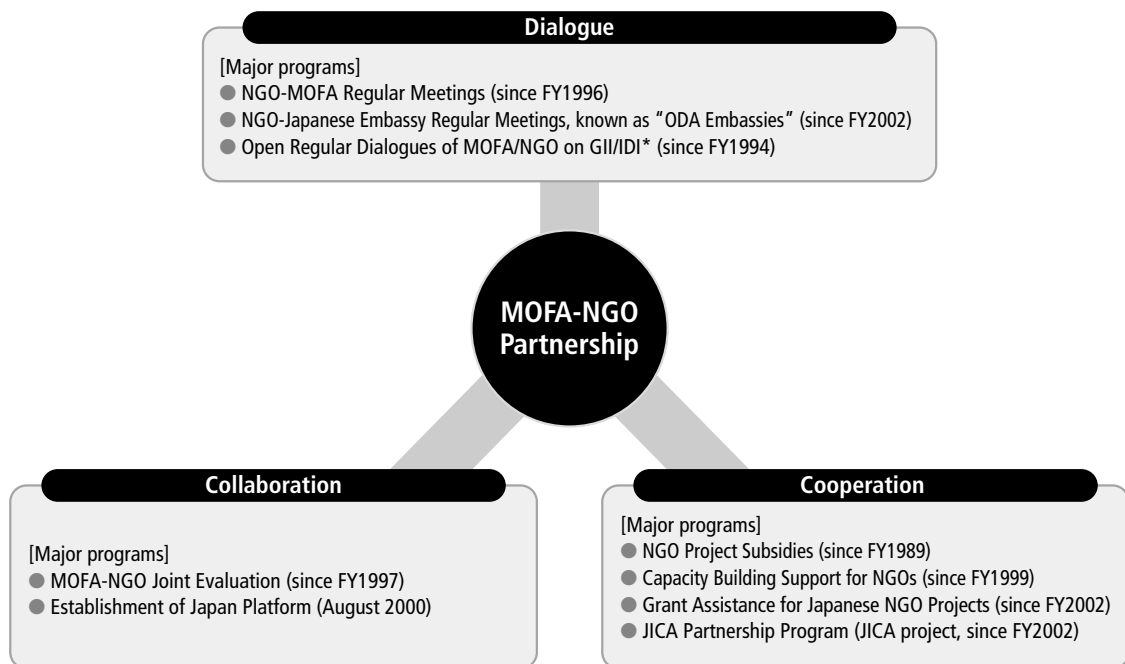 Dialogue
[Major programs]
● NGO-MOFA Regular Meetings (since FY1996)
● NGO-Japanese Embassy Regular Meetings, known as “ODA Embassies” (since FY2002)
● Open Regular Dialogues of MOFA/NGO on GII/IDI* (since FY1994)
MOFA-NGO
Partnership
Collaboration
[Major programs]
● MOFA-NGO Joint Evaluation (since FY1997)
● Establishment of Japan Platform (August 2000)
Cooperation
[Major programs]
● NGO Project Subsidies (since FY1989)
● Capacity Building Support for NGOs (since FY1999)
● Grant Assistance for Japanese NGO Projects (since FY2002)
● JICA Partnership Program (JICA project, since FY2002)